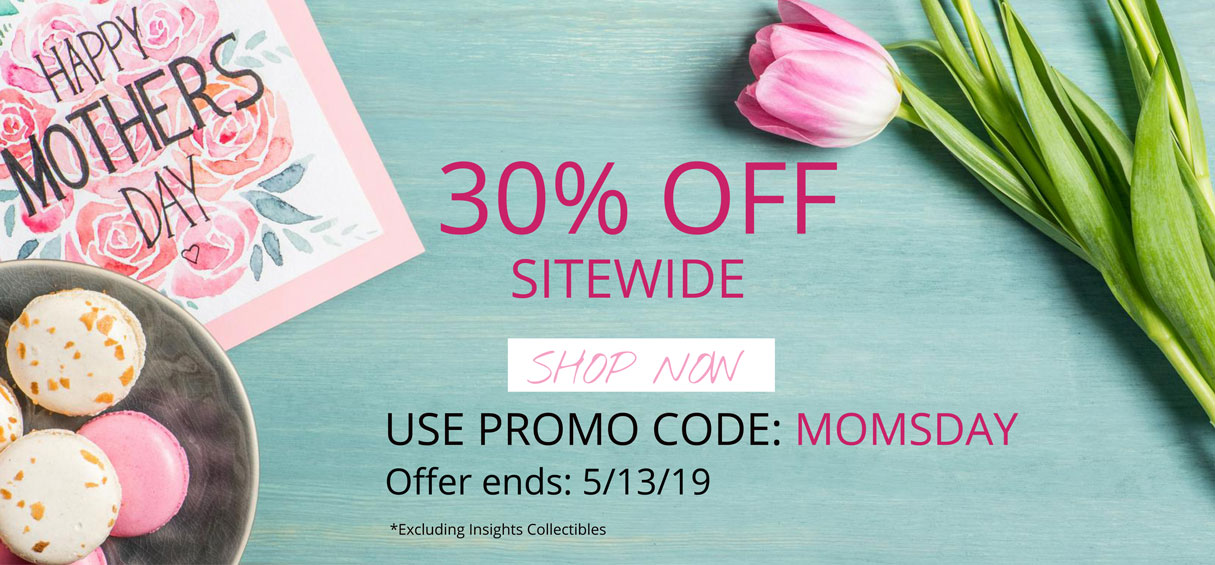 HAPPY
MOTHERS
DAY
30% OFF
SITEWIDE
SHOP NOW
USE PROMO CODE: MOMSDAY
Offer ends: 5/13/19
*Excluding Insights Collectibles